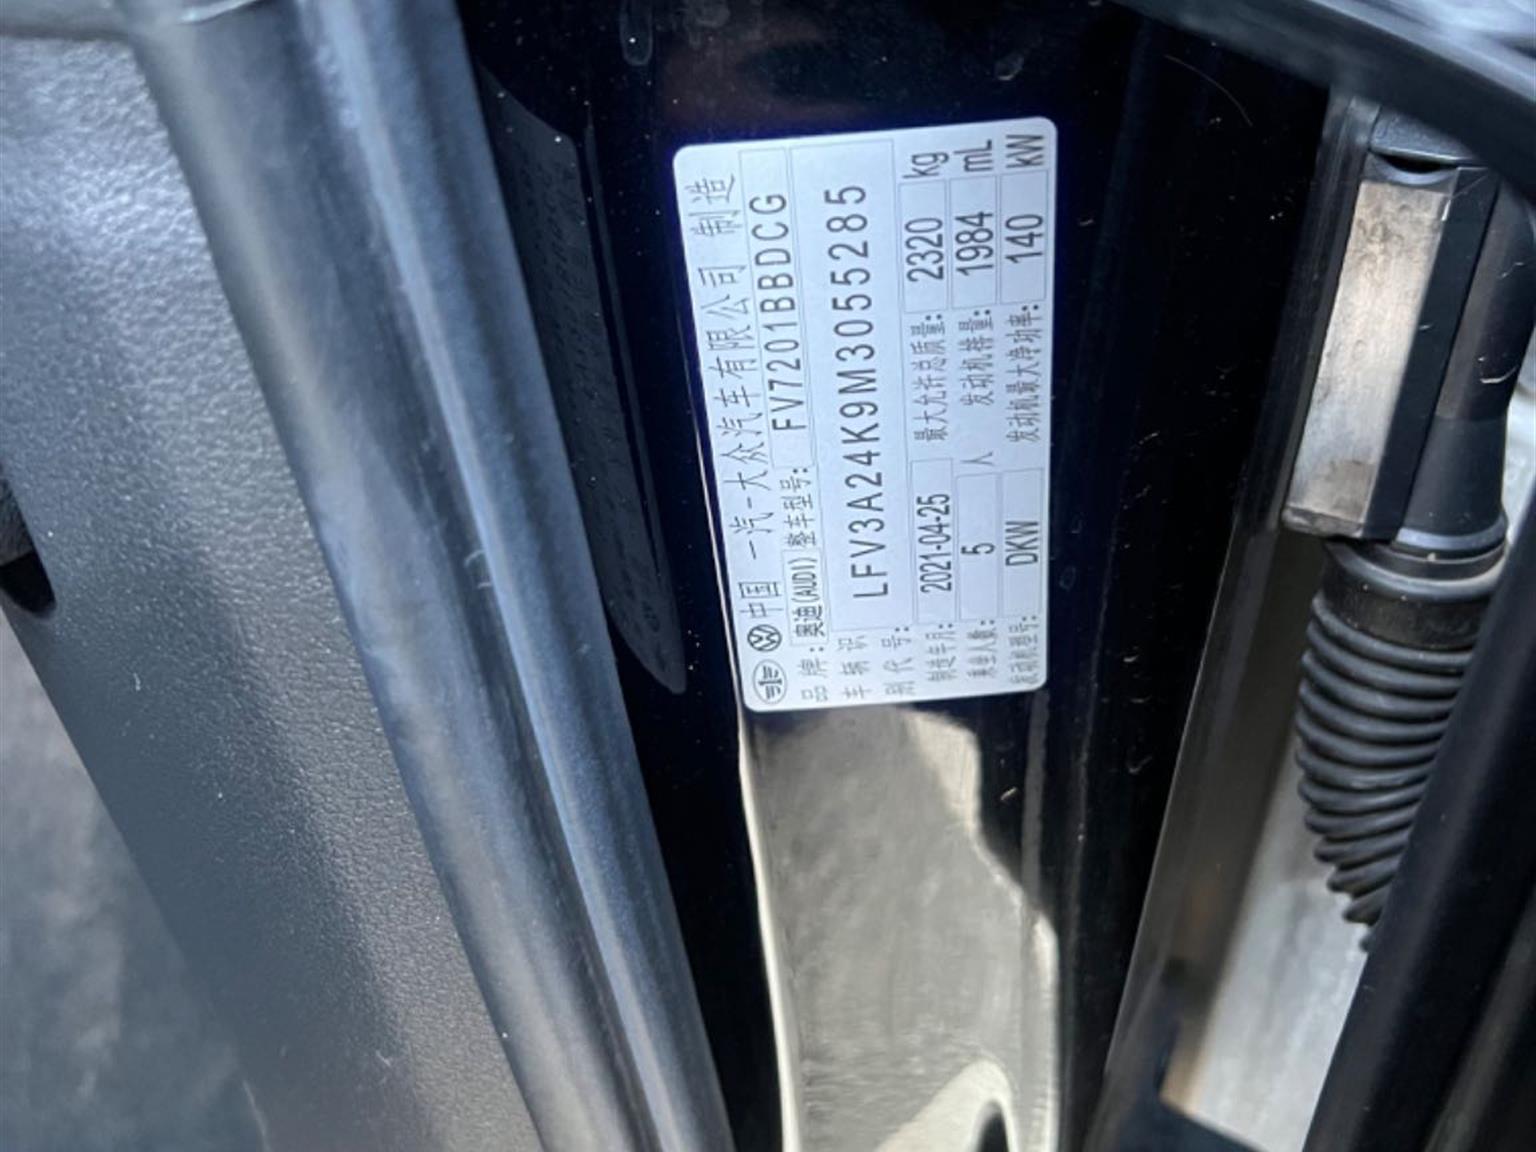 中国 一汽-大众汽车有限公司 制造
品牌: 奥迪(AUDI) 整车型号: FV7201BBDCG
车辆识别代号: LFV3A24K9M3055285
制造年月: 2021-04-25 最大允许总质量: 2320 kg
乘坐人数: 5 人 发动机排量: 1984 mL
发动机型号: DKW 发动机最大净功率: 140 kW